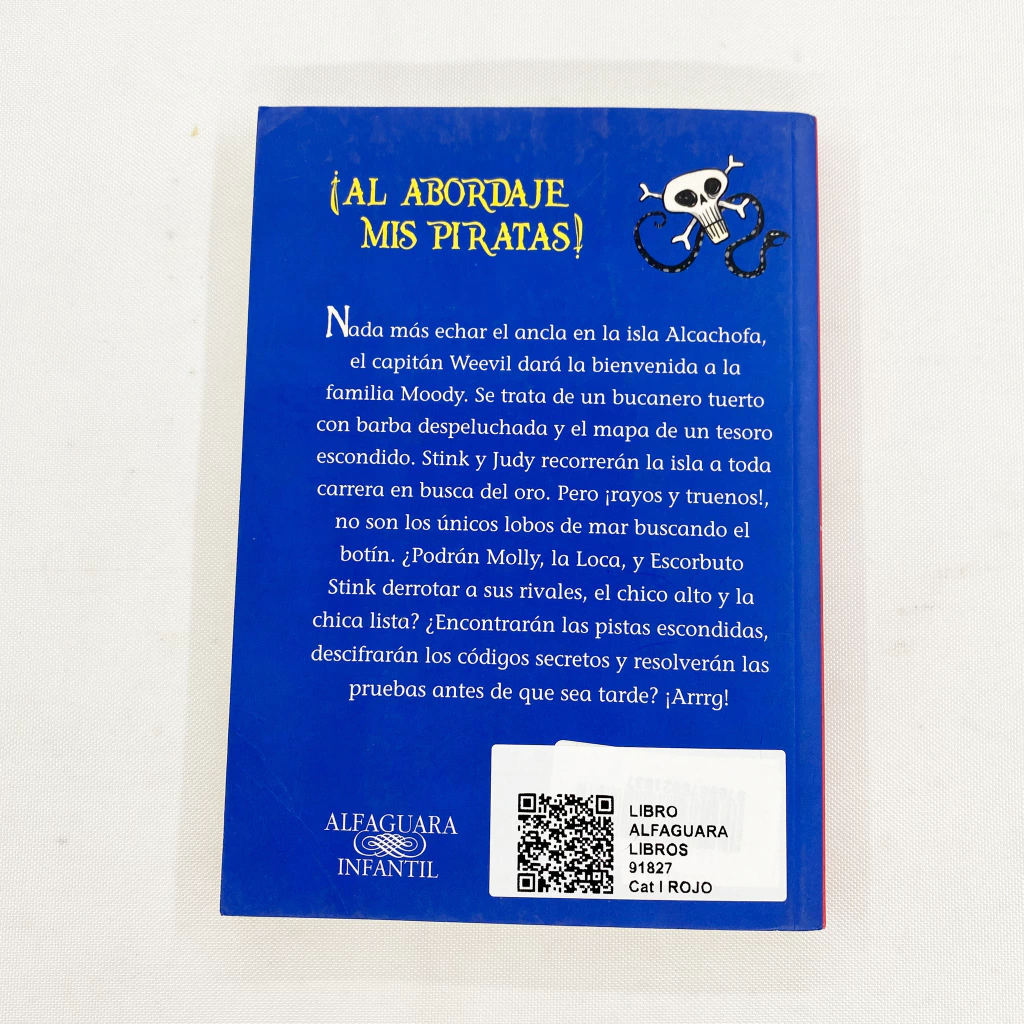 ¡AL ABORDAJE
MIS PIRATAS!
Nada más echar el ancla en la isla Alcachofa,
el capitán Weevil dará la bienvenida a la
familia Moody. Se trata de un bucanero tuerto
con barba despeluchada y el mapa de un tesoro
escondido. Stink y Judy recorrerán la isla a toda
carrera en busca del oro. Pero ¡rayos y truenos!,
no son los únicos lobos de mar buscando el
botín. ¿Podrán Molly, la Loca, y Escorbuto
Stink derrotar a sus rivales, el chico alto y la
chica lista? ¿Encontrarán las pistas escondidas,
descifrarán los códigos secretos y resolverán las
pruebas antes de que sea tarde? ¡Arrrg!
ALFAGUARA
INFANTIL
LIBRO
ALFAGUARA
LIBROS
91827
Cat I ROJO